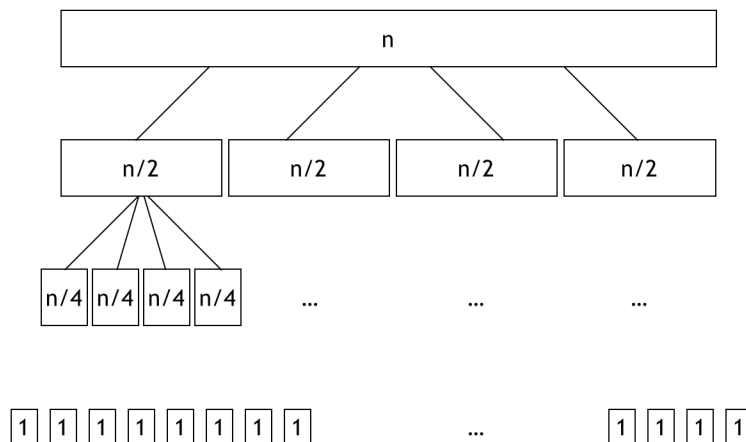 n
n/2 n/2 n/2 n/2
n/4 n/4 n/4 n/4 ... ... ...
1 1 1 1 1 1 1 1 ... 1 1 1 1